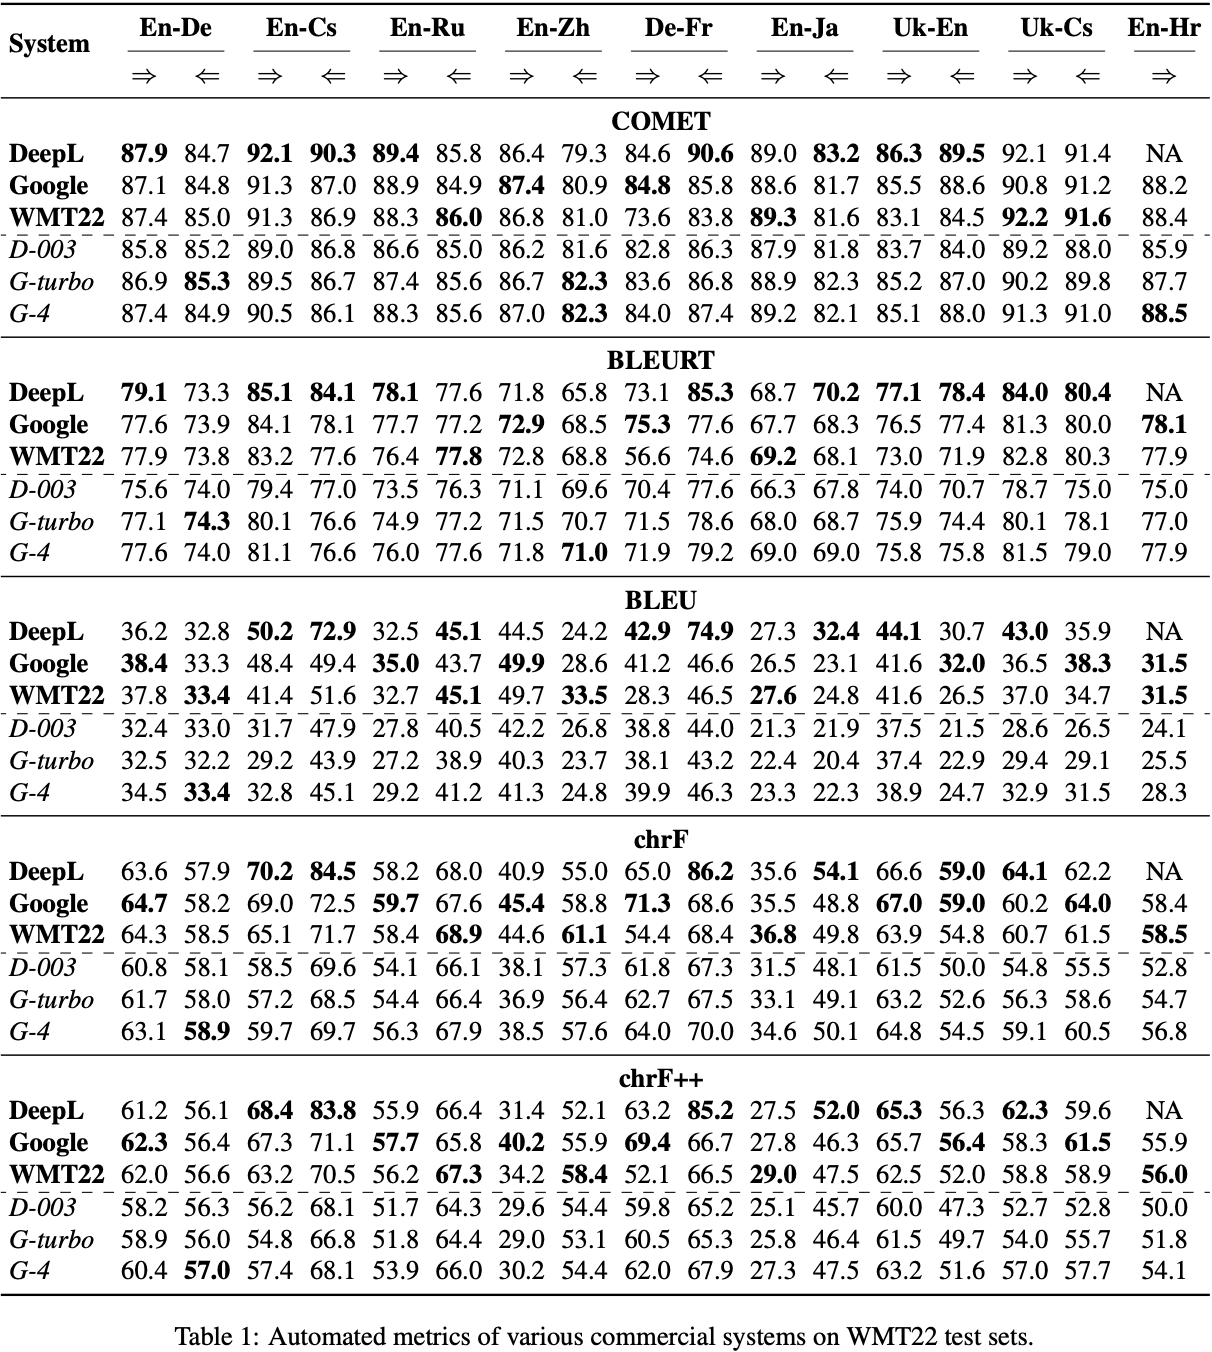 System En-De En-Cs En-Ru En-Zh De-Fr En-Ja Uk-En Uk-Cs En-Hr
⇒ ⇐ ⇒ ⇐ ⇒ ⇐ ⇒ ⇐ ⇒ ⇐ ⇒ ⇐ ⇒ ⇐ ⇒ ⇐ ⇒
COMET
DeepL 87.9 84.7 92.1 90.3 89.4 85.8 86.4 79.3 84.6 90.6 89.0 83.2 86.3 89.5 92.1 91.4 NA
Google 87.1 84.8 91.3 87.0 88.9 84.9 87.4 80.9 84.8 85.8 88.6 81.7 85.5 88.6 90.8 91.2 88.2
WMT22 87.4 85.0 91.3 86.9 88.3 86.0 86.8 81.0 73.6 83.8 89.3 81.6 83.1 84.5 92.2 91.6 88.4
D-003 85.8 85.2 89.0 86.8 86.6 85.0 86.2 81.6 82.8 86.3 87.9 81.8 83.7 84.0 89.2 88.0 85.9
G-turbo 86.9 85.3 89.5 86.7 87.4 85.6 86.7 82.3 83.6 86.8 88.9 82.3 85.2 87.0 90.2 89.8 87.7
G-4 87.4 84.9 90.5 86.1 88.3 85.6 87.0 82.3 84.0 87.4 89.2 82.1 85.1 88.0 91.3 91.0 88.5
BLEURT
DeepL 79.1 73.3 85.1 84.1 78.1 77.6 71.8 65.8 73.1 85.3 68.7 70.2 77.1 78.4 84.0 80.4 NA
Google 77.6 73.9 84.1 78.1 77.7 77.2 72.9 68.5 75.3 77.6 67.7 68.3 76.5 77.4 81.3 80.0 78.1
WMT22 77.9 73.8 83.2 77.6 76.4 77.8 72.8 68.8 56.6 74.6 69.2 68.1 73.0 71.9 82.8 80.3 77.9
D-003 75.6 74.0 79.4 77.0 73.5 76.3 71.1 69.6 70.4 77.6 66.3 67.8 74.0 70.7 78.7 75.0 75.0
G-turbo 77.1 74.3 80.1 76.6 74.9 77.2 71.5 70.7 71.5 78.6 68.0 68.7 75.9 74.4 80.1 78.1 77.0
G-4 77.6 74.0 81.1 76.6 76.0 77.6 71.8 71.0 71.9 79.2 69.0 69.0 75.8 75.8 81.5 79.0 77.9
BLEU
DeepL 36.2 32.8 50.2 72.9 32.5 45.1 44.5 24.2 42.9 74.9 27.3 32.4 44.1 30.7 43.0 35.9 NA
Google 38.4 33.3 48.4 49.4 35.0 43.7 49.9 28.6 41.2 46.6 26.5 23.1 41.6 32.0 36.5 38.3 31.5
WMT22 37.8 33.4 41.4 51.6 32.7 45.1 49.7 33.5 28.3 46.5 27.6 24.8 41.6 26.5 37.0 34.7 31.5
D-003 32.4 33.0 31.7 47.9 27.8 40.5 42.2 26.8 38.8 44.0 21.3 21.9 37.5 21.5 28.6 26.5 24.1
G-turbo 32.5 32.2 29.2 43.9 27.2 38.9 40.3 23.7 38.1 43.2 22.4 20.4 37.4 22.9 29.4 29.1 25.5
G-4 34.5 33.4 32.8 45.1 29.2 41.2 41.3 24.8 39.9 46.3 23.3 22.3 38.9 24.7 32.9 31.5 28.3
chrF
DeepL 63.6 57.9 70.2 84.5 58.2 68.0 40.9 55.0 65.0 86.2 35.6 54.1 66.6 59.0 64.1 62.2 NA
Google 64.7 58.2 69.0 72.5 59.7 67.6 45.4 58.8 71.3 68.6 35.5 48.8 67.0 59.0 60.2 64.0 58.4
WMT22 64.3 58.5 65.1 71.7 58.4 68.9 44.6 61.1 54.4 68.4 36.8 49.8 63.9 54.8 60.7 61.5 58.5
D-003 60.8 58.1 58.5 69.6 54.1 66.1 38.1 57.3 61.8 67.3 31.5 48.1 61.5 50.0 54.8 55.5 52.8
G-turbo 61.7 58.0 57.2 68.5 54.4 66.4 36.9 56.4 62.7 67.5 33.1 49.1 63.2 52.6 56.3 58.6 54.7
G-4 63.1 58.9 59.7 69.7 56.3 67.9 38.5 57.6 64.0 70.0 34.6 50.1 64.8 54.5 59.1 60.5 56.8
chrF++
DeepL 61.2 56.1 68.4 83.8 55.9 66.4 31.4 52.1 63.2 85.2 27.5 52.0 65.3 56.3 62.3 59.6 NA
Google 62.3 56.4 67.3 71.1 57.7 65.8 40.2 55.9 69.4 66.7 27.8 46.3 65.7 56.4 58.3 61.5 55.9
WMT22 62.0 56.6 63.2 70.5 56.2 67.3 34.2 58.4 52.1 66.5 29.0 47.5 62.5 52.0 58.8 58.9 56.0
D-003 58.2 56.3 56.2 68.1 51.7 64.3 29.6 54.4 59.8 65.2 25.1 45.7 60.0 47.3 52.7 52.8 50.0
G-turbo 58.9 56.0 54.8 66.8 51.8 64.4 29.0 53.1 60.5 65.3 25.8 46.4 61.5 49.7 54.0 55.7 51.8
G-4 60.4 57.0 57.4 68.1 53.9 66.0 30.2 54.4 62.0 67.9 27.3 47.5 63.2 51.6 57.0 57.7 54.1
Table 1: Automated metrics of various commercial systems on WMT22 test sets.